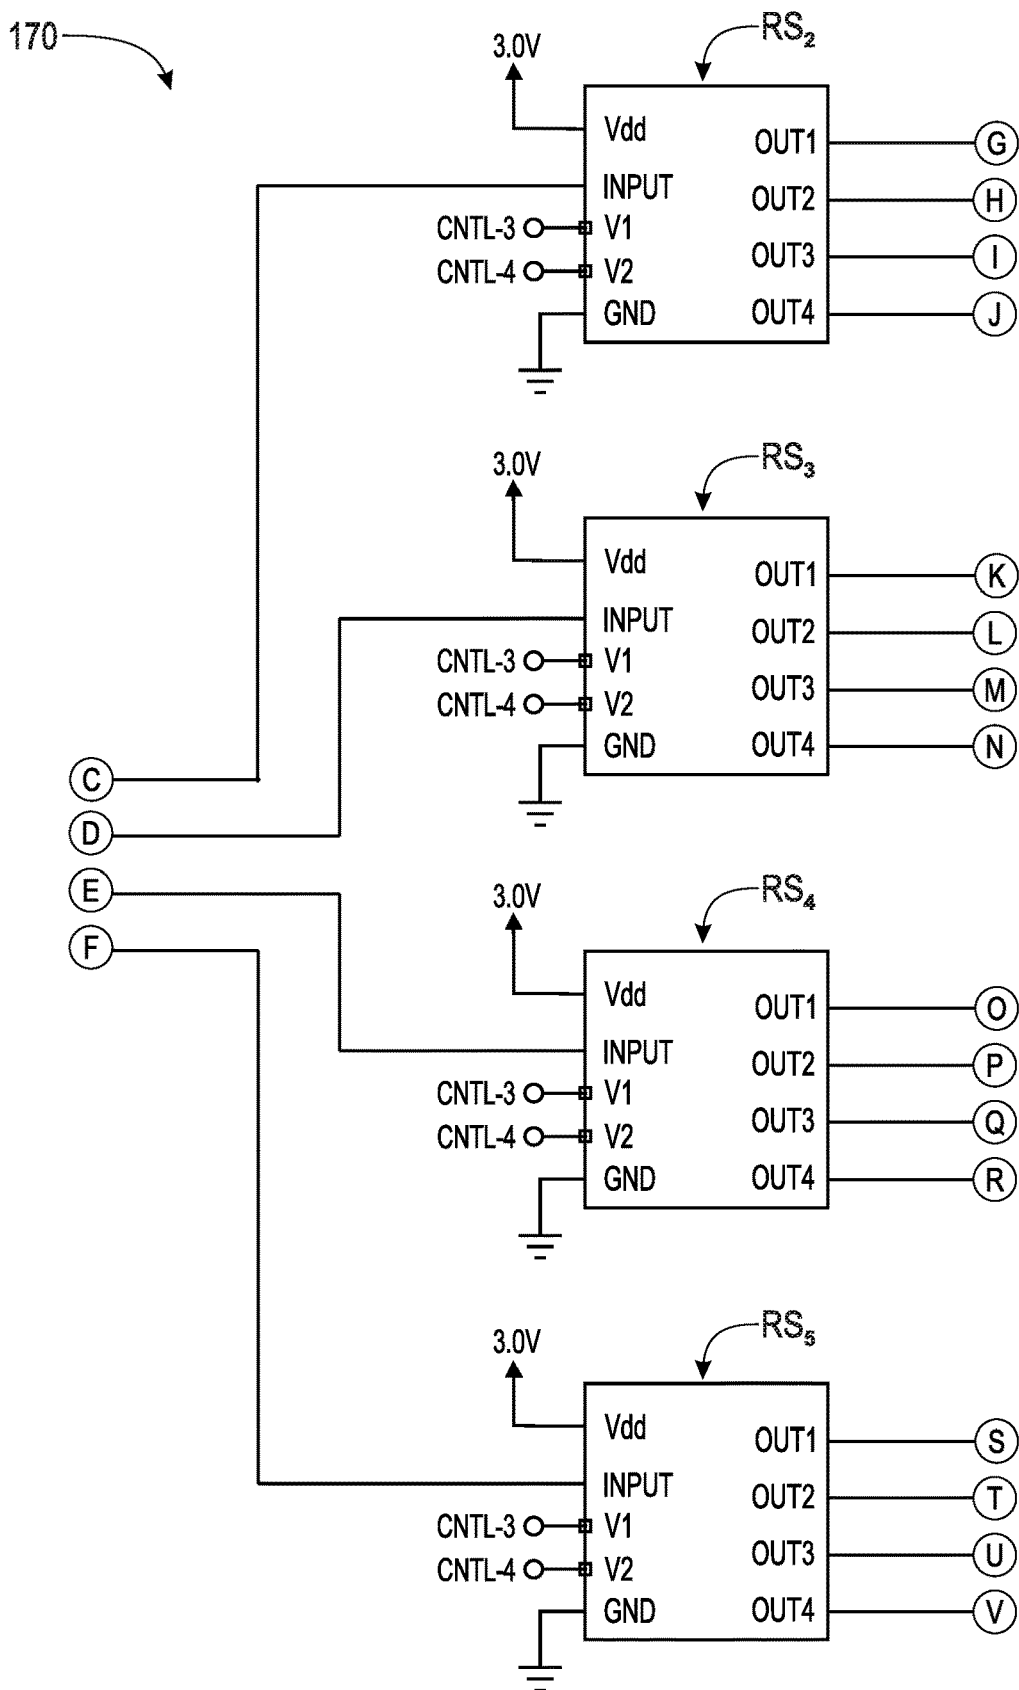 170
RS2
3.0V
Vdd
OUT1
G
INPUT
OUT2
H
CNTL-3
V1
OUT3
I
CNTL-4
V2
GND
OUT4
J
RS3
3.0V
Vdd
OUT1
K
INPUT
OUT2
L
CNTL-3
V1
OUT3
M
CNTL-4
V2
GND
OUT4
N
C
D
E
F
RS4
3.0V
Vdd
OUT1
O
INPUT
OUT2
P
CNTL-3
V1
OUT3
Q
CNTL-4
V2
GND
OUT4
R
RS5
3.0V
Vdd
OUT1
S
INPUT
OUT2
T
CNTL-3
V1
OUT3
U
CNTL-4
V2
GND
OUT4
V